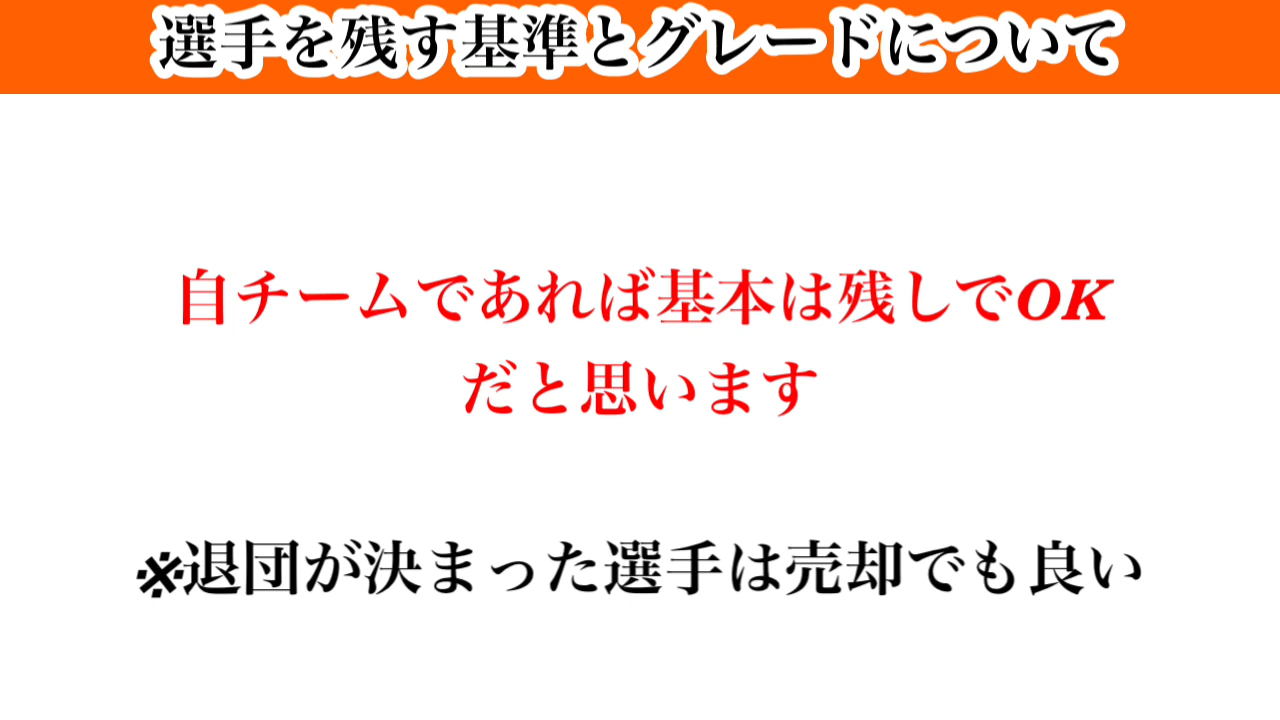 選手を残す基準とグレードについて
自チームであれば基本は残しでOK
だと思います
※退団が決まった選手は売却でも良い